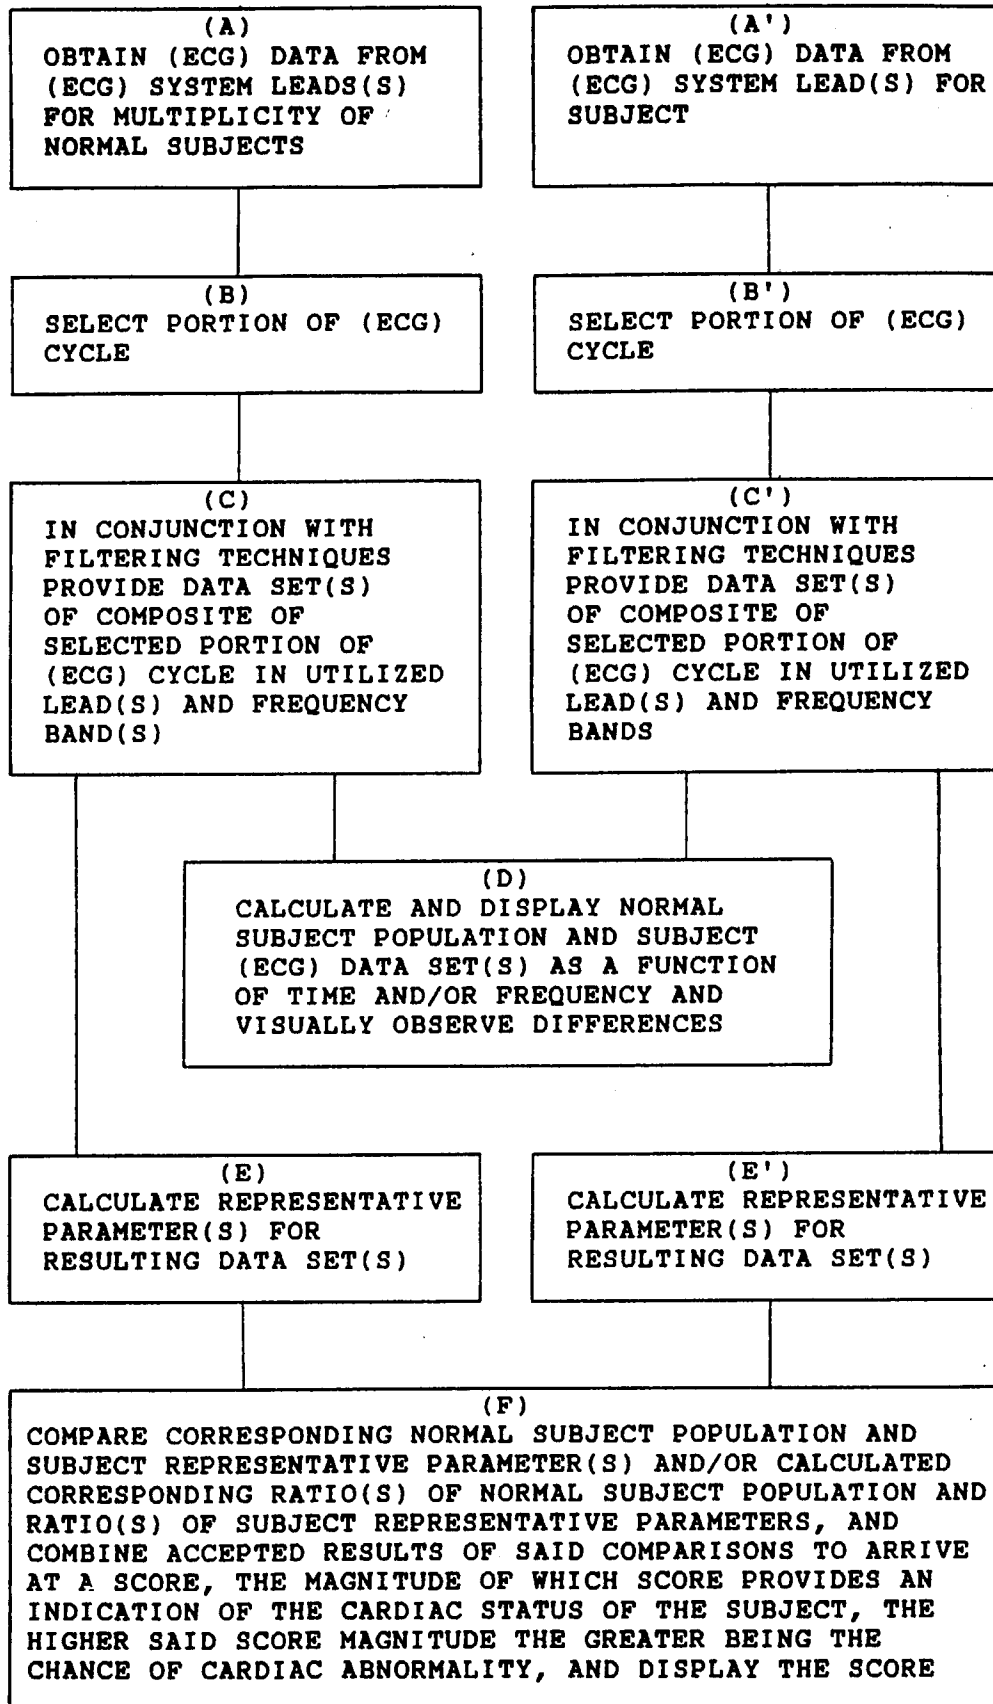 (A)
OBTAIN (ECG) DATA FROM
(ECG) SYSTEM LEADS(S)
FOR MULTIPLICITY OF
NORMAL SUBJECTS
(A')
OBTAIN (ECG) DATA FROM
(ECG) SYSTEM LEAD(S) FOR
SUBJECT
(B)
SELECT PORTION OF (ECG)
CYCLE
(B')
SELECT PORTION OF (ECG)
CYCLE
(C)
IN CONJUNCTION WITH
FILTERING TECHNIQUES
PROVIDE DATA SET(S)
OF COMPOSITE OF
SELECTED PORTION OF
(ECG) CYCLE IN UTILIZED
LEAD(S) AND FREQUENCY
BAND(S)
(C')
IN CONJUNCTION WITH
FILTERING TECHNIQUES
PROVIDE DATA SET(S)
OF COMPOSITE OF
SELECTED PORTION OF
(ECG) CYCLE IN UTILIZED
LEAD(S) AND FREQUENCY
BANDS
(D)
CALCULATE AND DISPLAY NORMAL
SUBJECT POPULATION AND SUBJECT
(ECG) DATA SET(S) AS A FUNCTION
OF TIME AND/OR FREQUENCY AND
VISUALLY OBSERVE DIFFERENCES
(E)
CALCULATE REPRESENTATIVE
PARAMETER(S) FOR
RESULTING DATA SET(S)
(E')
CALCULATE REPRESENTATIVE
PARAMETER(S) FOR
RESULTING DATA SET(S)
(F)
COMPARE CORRESPONDING NORMAL SUBJECT POPULATION AND
SUBJECT REPRESENTATIVE PARAMETER(S) AND/OR CALCULATED
CORRESPONDING RATIO(S) OF NORMAL SUBJECT POPULATION AND
RATIO(S) OF SUBJECT REPRESENTATIVE PARAMETERS, AND
COMBINE ACCEPTED RESULTS OF SAID COMPARISONS TO ARRIVE
AT A SCORE, THE MAGNITUDE OF WHICH SCORE PROVIDES AN
INDICATION OF THE CARDIAC STATUS OF THE SUBJECT, THE
HIGHER SAID SCORE MAGNITUDE THE GREATER BEING THE
CHANCE OF CARDIAC ABNORMALITY, AND DISPLAY THE SCORE